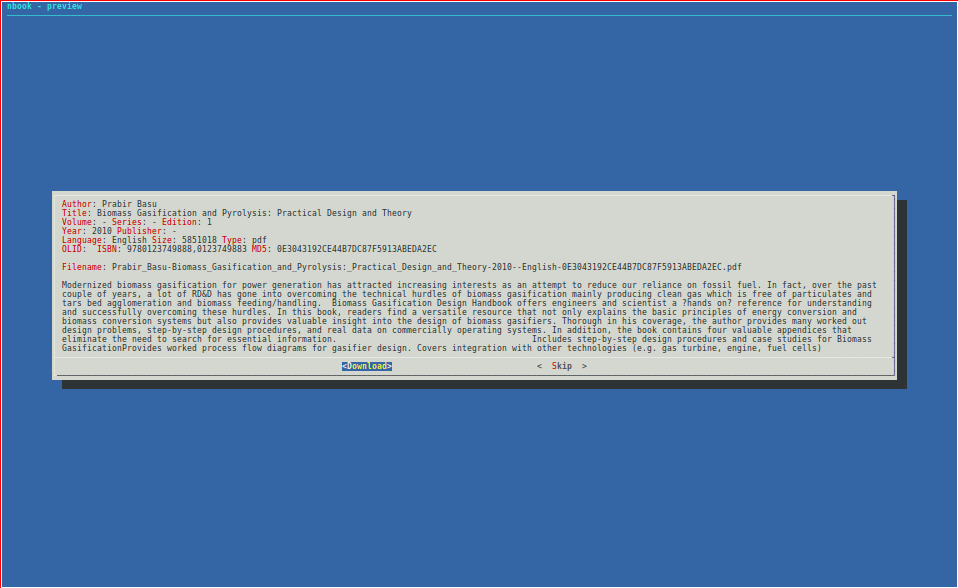 nbook - preview
Author: Prabir Basu
Title: Biomass Gasification and Pyrolysis: Practical Design and Theory
Volume: - Series: - Edition: 1
Year: 2010 Publisher: -
Language: English Size: 5851018 Type: pdf
OLID:  ISBN: 9780123749888,0123749883 MD5: 0E3043192CE44B7DC87F5913ABEDA2EC
Filename: Prabir_Basu-Biomass_Gasification_and_Pyrolysis:_Practical_Design_and_Theory-2010--English-0E3043192CE44B7DC87F5913ABEDA2EC.pdf
Modernized biomass gasification for power generation has attracted increasing interests as an attempt to reduce our reliance on fossil fuel. In fact, over the past
couple of years, a lot of RD&D has gone into overcoming the technical hurdles of biomass gasification mainly producing clean gas which is free of particulates and
tars bed agglomeration and biomass feeding/handling.  Biomass Gasification Design Handbook offers engineers and scientist a ?hands on? reference for understanding
and successfully overcoming these hurdles. In this book, readers find a versatile resource that not only explains the basic principles of energy conversion and
biomass conversion systems but also provides valuable insight into the design of biomass gasifiers. Thorough in his coverage, the author provides many worked out
design problems, step-by-step design procedures, and real data on commercially operating systems. In addition, the book contains four valuable appendices that
eliminate the need to search for essential information.                                       Includes step-by-step design procedures and case studies for Biomass
GasificationProvides worked process flow diagrams for gasifier design. Covers integration with other technologies (e.g. gas turbine, engine, fuel cells)
<Download>                             <  Skip  >